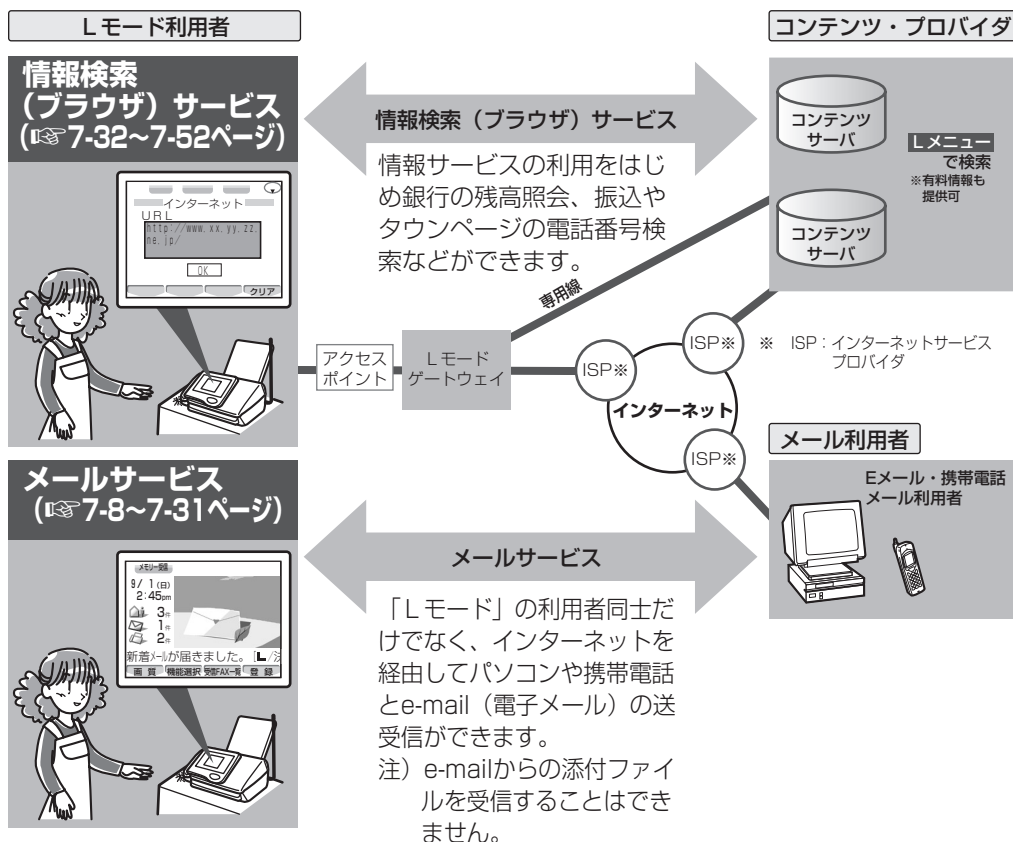 Lモード利用者
情報検索
（ブラウザ）サービス
（☞7-32～7-52ページ）
インターネット
URL
http://www.xx.yy.zz.
ne.jp/
OK
クリア
情報検索（ブラウザ）サービス
情報サービスの利用をはじ
め銀行の残高照会、振込や
タウンページの電話番号検
索などができます。
コンテンツ・プロバイダ
コンテンツ
サーバ
Lメニュー
で検索
※有料情報も
提供可
コンテンツ
サーバ
専用線
アクセス
ポイント
Lモード
ゲートウェイ
ISP※
ISP※
ISP※
インターネット
※　ISP：インターネットサービス
プロバイダ
メールサービス
（☞7-8～7-31ページ）
メモリー受信
9/ 1(日)
2:45pm
3件
1件
2件
新着メールが届きました。
画 質
機能選択
受信FAX一覧
登 録
メールサービス
「Lモード」の利用者同士だ
けでなく、インターネットを
経由してパソコンや携帯電話
とe-mail（電子メール）の送
受信ができます。
注）e-mailからの添付ファイ
ルを受信することはでき
ません。
メール利用者
Eメール・携帯電話
メール利用者